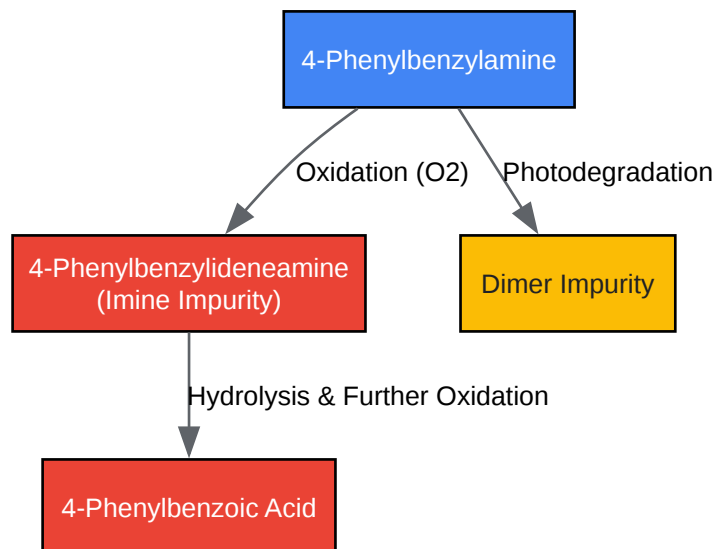 4-Phenylbenzylamine
Oxidation (O2)
Photodegradation
4-Phenylbenzylideneamine
(Imine Impurity)
Dimer Impurity
Hydrolysis & Further Oxidation
4-Phenylbenzoic Acid